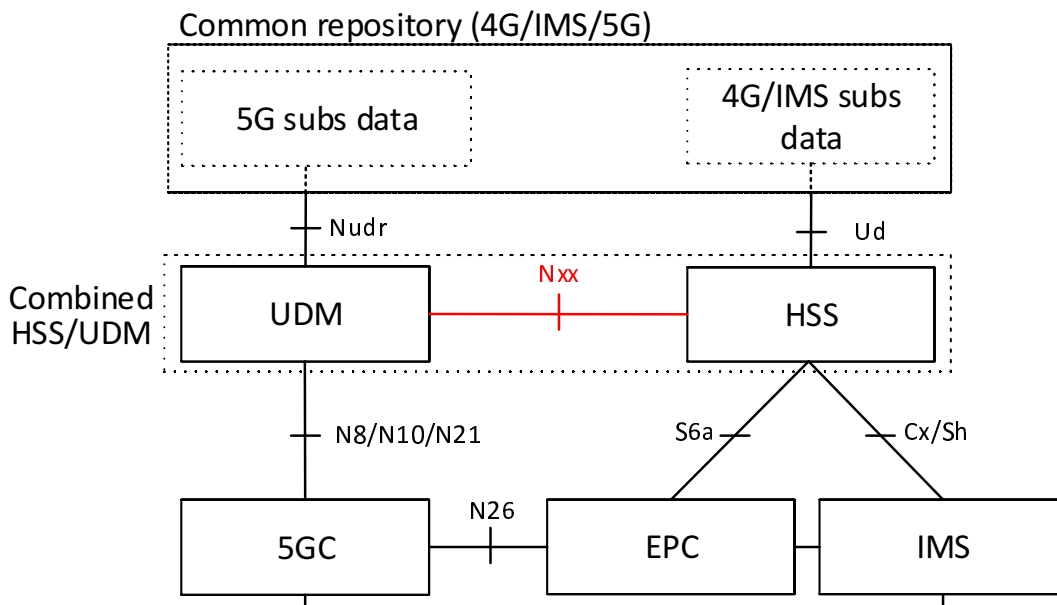 Common repository (4G/IMS/5G)
5G subs data
4G/IMS subs
data
Nudr
Ud
Combined
HSS/UDM
UDM
Nxx
HSS
N8/N10/N21
S6a
Cx/Sh
5GC
N26
EPC
IMS